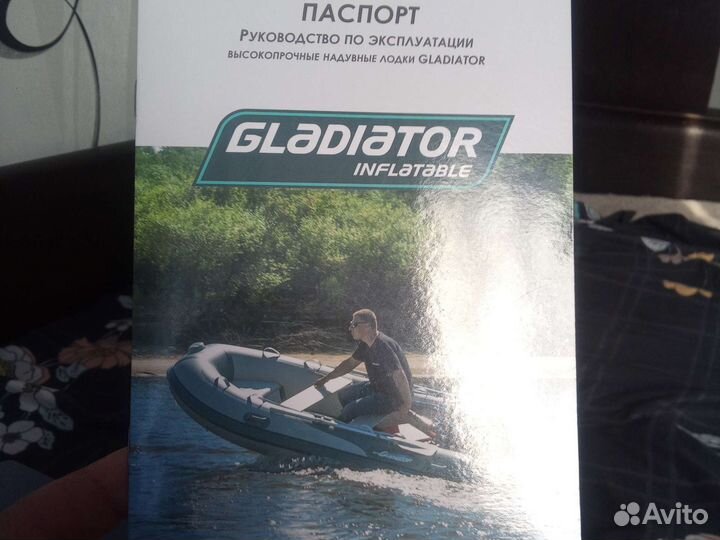 ПАСПОРТ
РУКОВОДСТВО ПО ЭКСПЛУАТАЦИИ
ВЫСОКОПРОЧНЫЕ НАДУВНЫЕ ЛОДКИ GLADIATOR
GLADIATOR
INFLATABLE
Avito